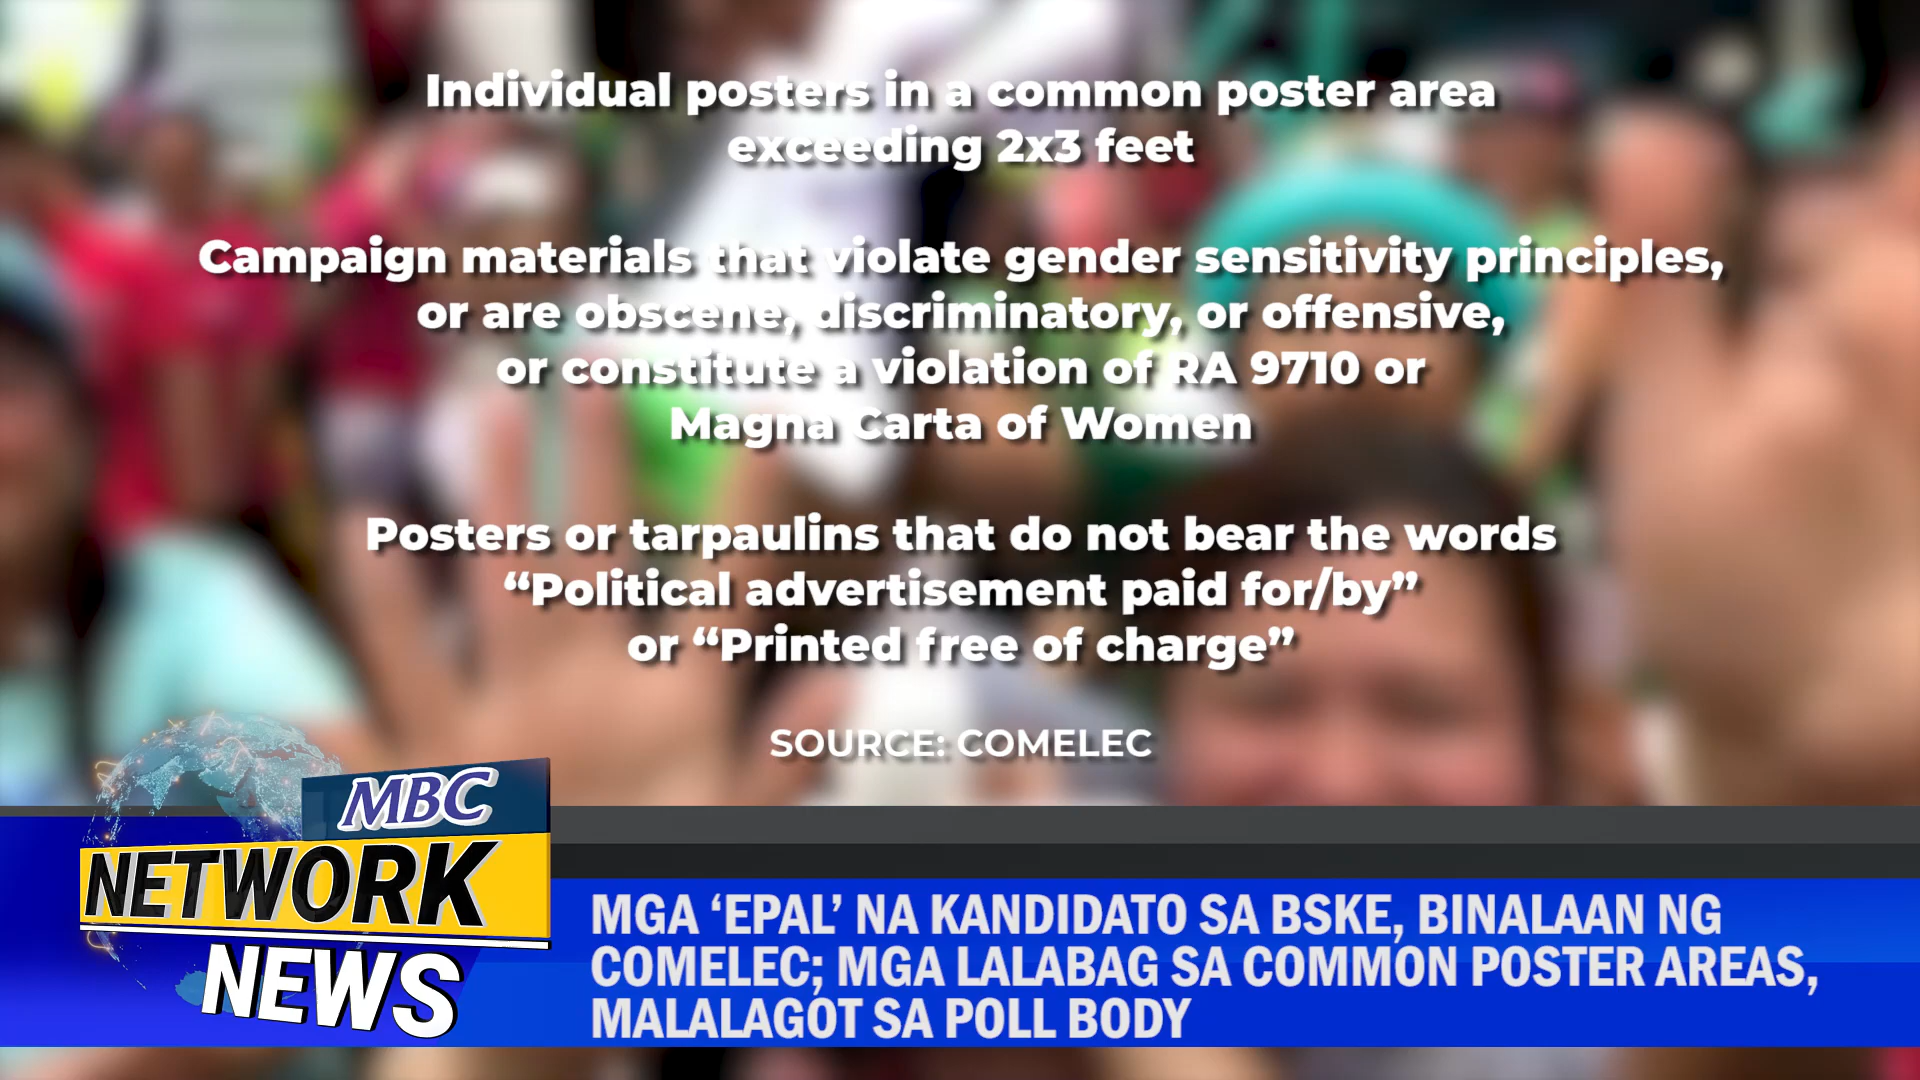 Individual posters in a common poster area
exceeding 2x3 feet
Campaign materials that violate gender sensitivity principles,
or are obscene, discriminatory, or offensive,
or constitute a violation of RA 9710 or
Magna Carta of Women
Posters or tarpaulins that do not bear the words
“Political advertisement paid for/by”
or “Printed free of charge”
SOURCE: COMELEC
MBC
NETWORK
NEWS
MGA ‘EPAL’ NA KANDIDATO SA BSKE, BINALAAN NG
COMELEC; MGA LALABAG SA COMMON POSTER AREAS,
MALALAGOT SA POLL BODY